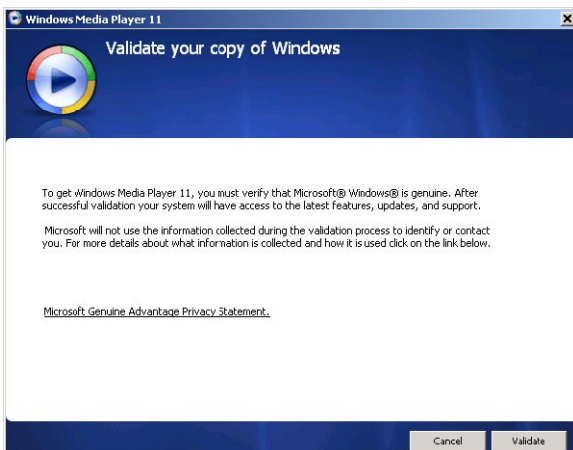 Windows Media Player 11
Validate your copy of Windows
To get Windows Media Player 11, you must verify that Microsoft® Windows® is genuine. After
successful validation your system will have access to the latest features, updates, and support.
Microsoft will not use the information collected during the validation process to identify or contact
you. For more details about what information is collected and how it is used click on the link below.
Microsoft Genuine Advantage Privacy Statement.
Cancel Validate